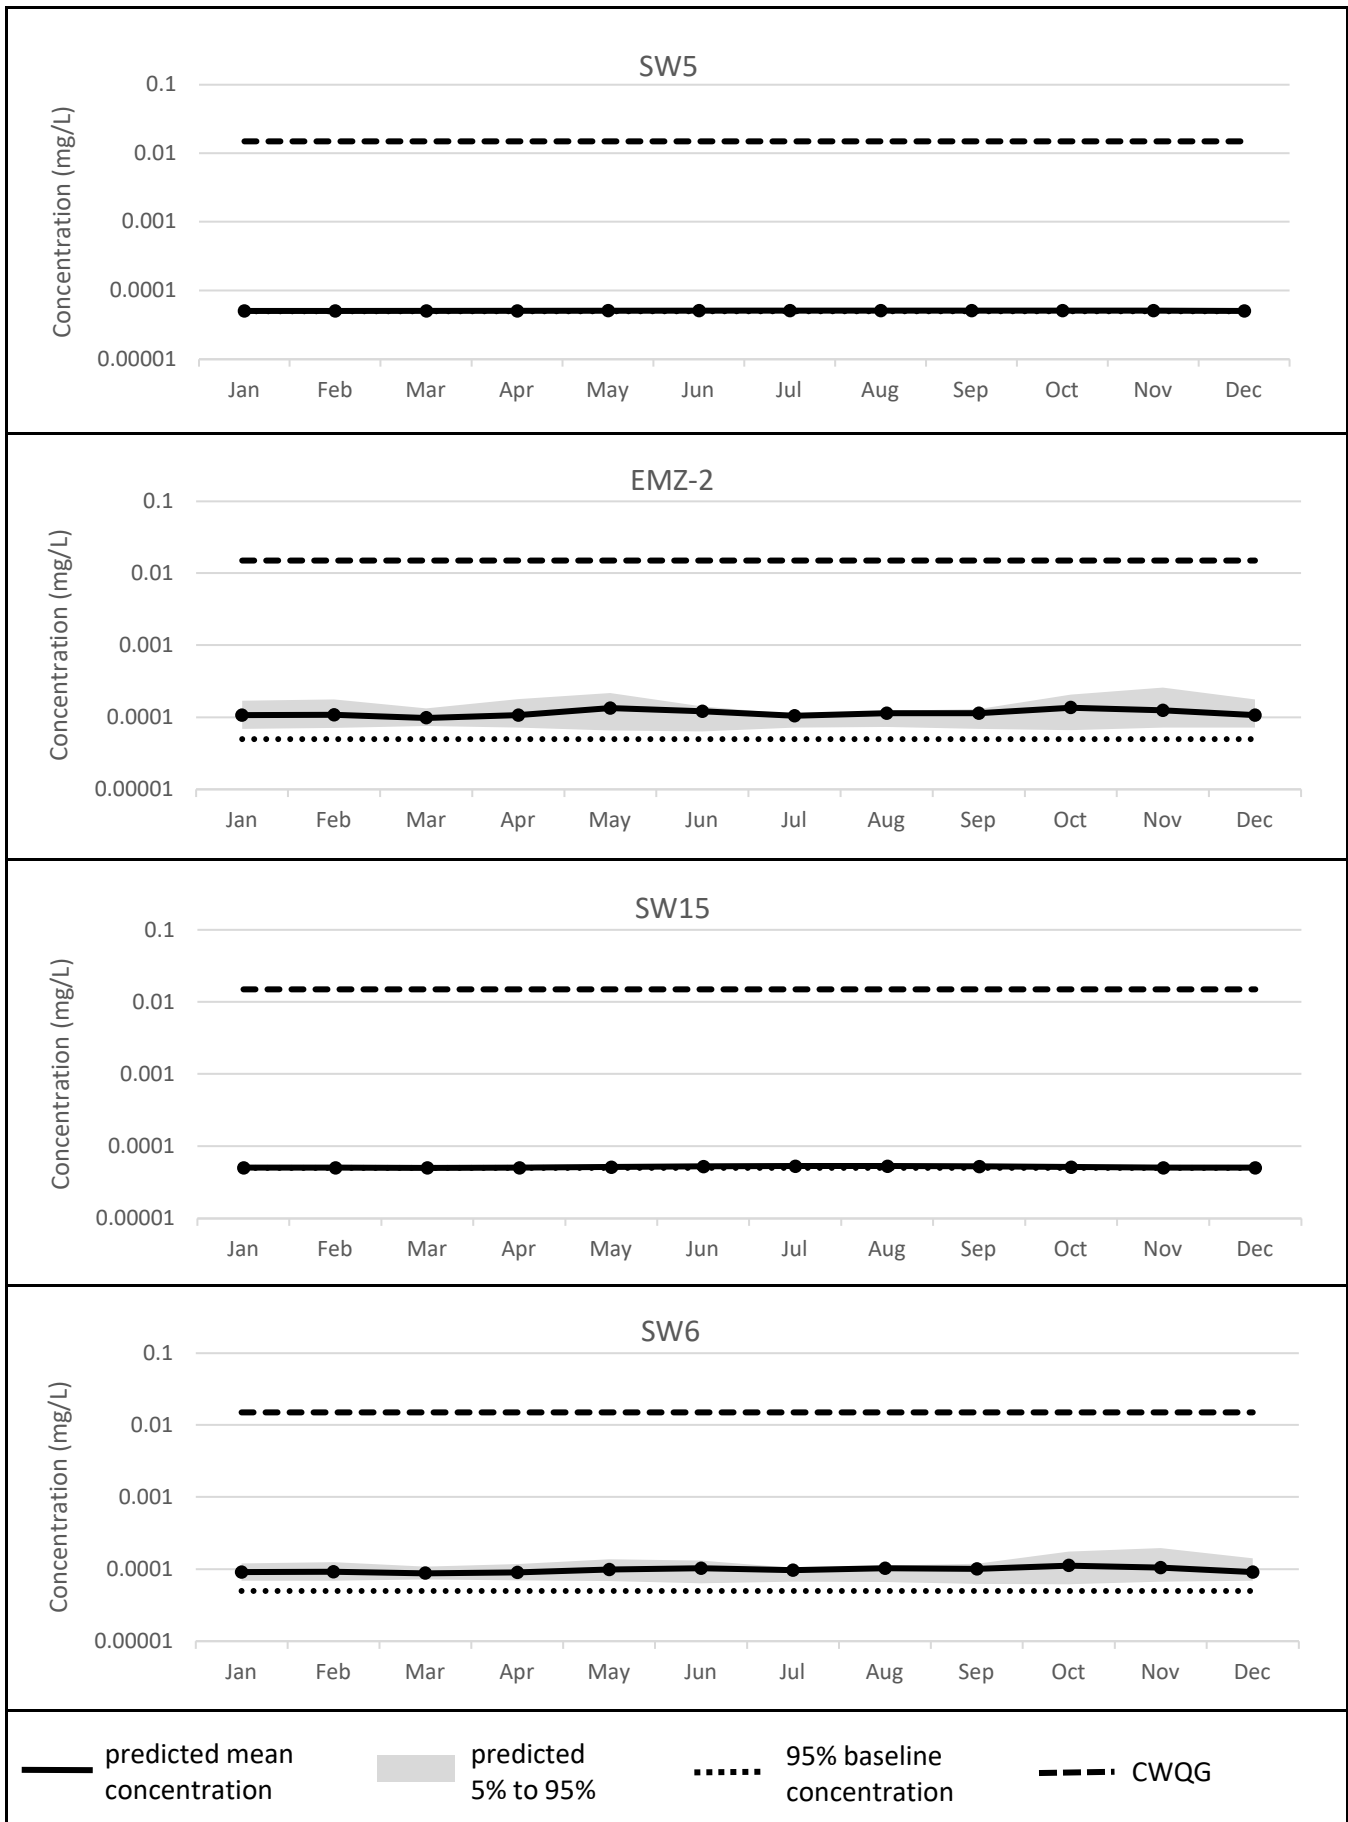 SW5
Concentration (mg/L)
0.1
0.01
0.001
0.0001
0.00001
Jan Feb Mar Apr May Jun Jul Aug Sep Oct Nov Dec
EMZ-2
Concentration (mg/L)
0.1
0.01
0.001
0.0001
0.00001
Jan Feb Mar Apr May Jun Jul Aug Sep Oct Nov Dec
SW15
Concentration (mg/L)
0.1
0.01
0.001
0.0001
0.00001
Jan Feb Mar Apr May Jun Jul Aug Sep Oct Nov Dec
SW6
Concentration (mg/L)
0.1
0.01
0.001
0.0001
0.00001
Jan Feb Mar Apr May Jun Jul Aug Sep Oct Nov Dec
predicted mean
concentration
predicted
5% to 95%
95% baseline
concentration
CWQG